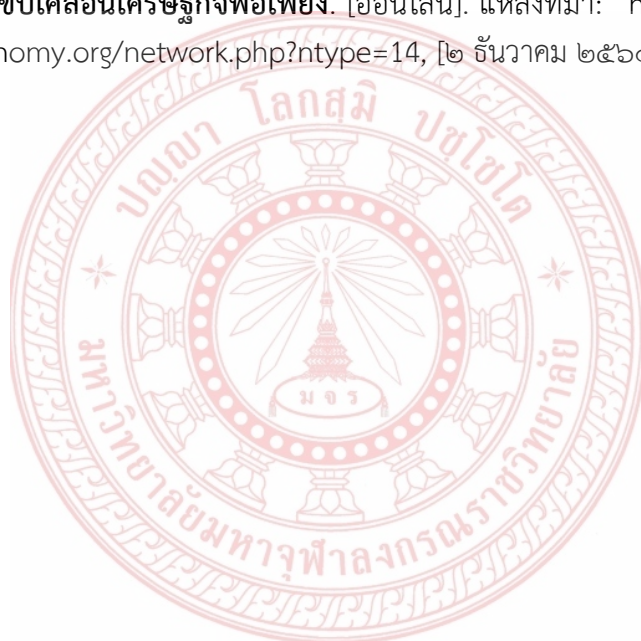 ขับเคลื่อนเศรษฐกิจพอเพียง. [ออนไลน์]. แหล่งที่มา:
nomy.org/network.php?ntype=14, [๒ ธันวาคม
ปญฺญา โลกสฺมิ ปชฺโชโต
ม จ ร
มหาวิทยาลัยมหาจุฬาลงกรณราชวิทยาลัย